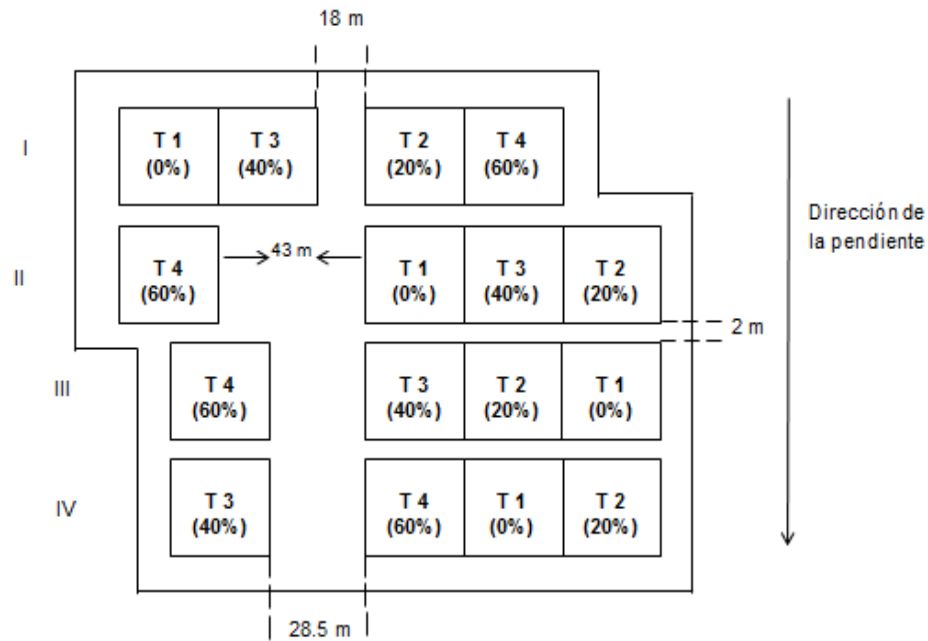 18 m
I
T 1
(0%)
T 3
(40%)
T 2
(20%)
T 4
(60%)
Dirección de
la pendiente
II
T 4
(60%)
43 m
T 1
(0%)
T 3
(40%)
T 2
(20%)
2 m
III
T 4
(60%)
T 3
(40%)
T 2
(20%)
T 1
(0%)
IV
T 3
(40%)
T 4
(60%)
T 1
(0%)
T 2
(20%)
28.5 m